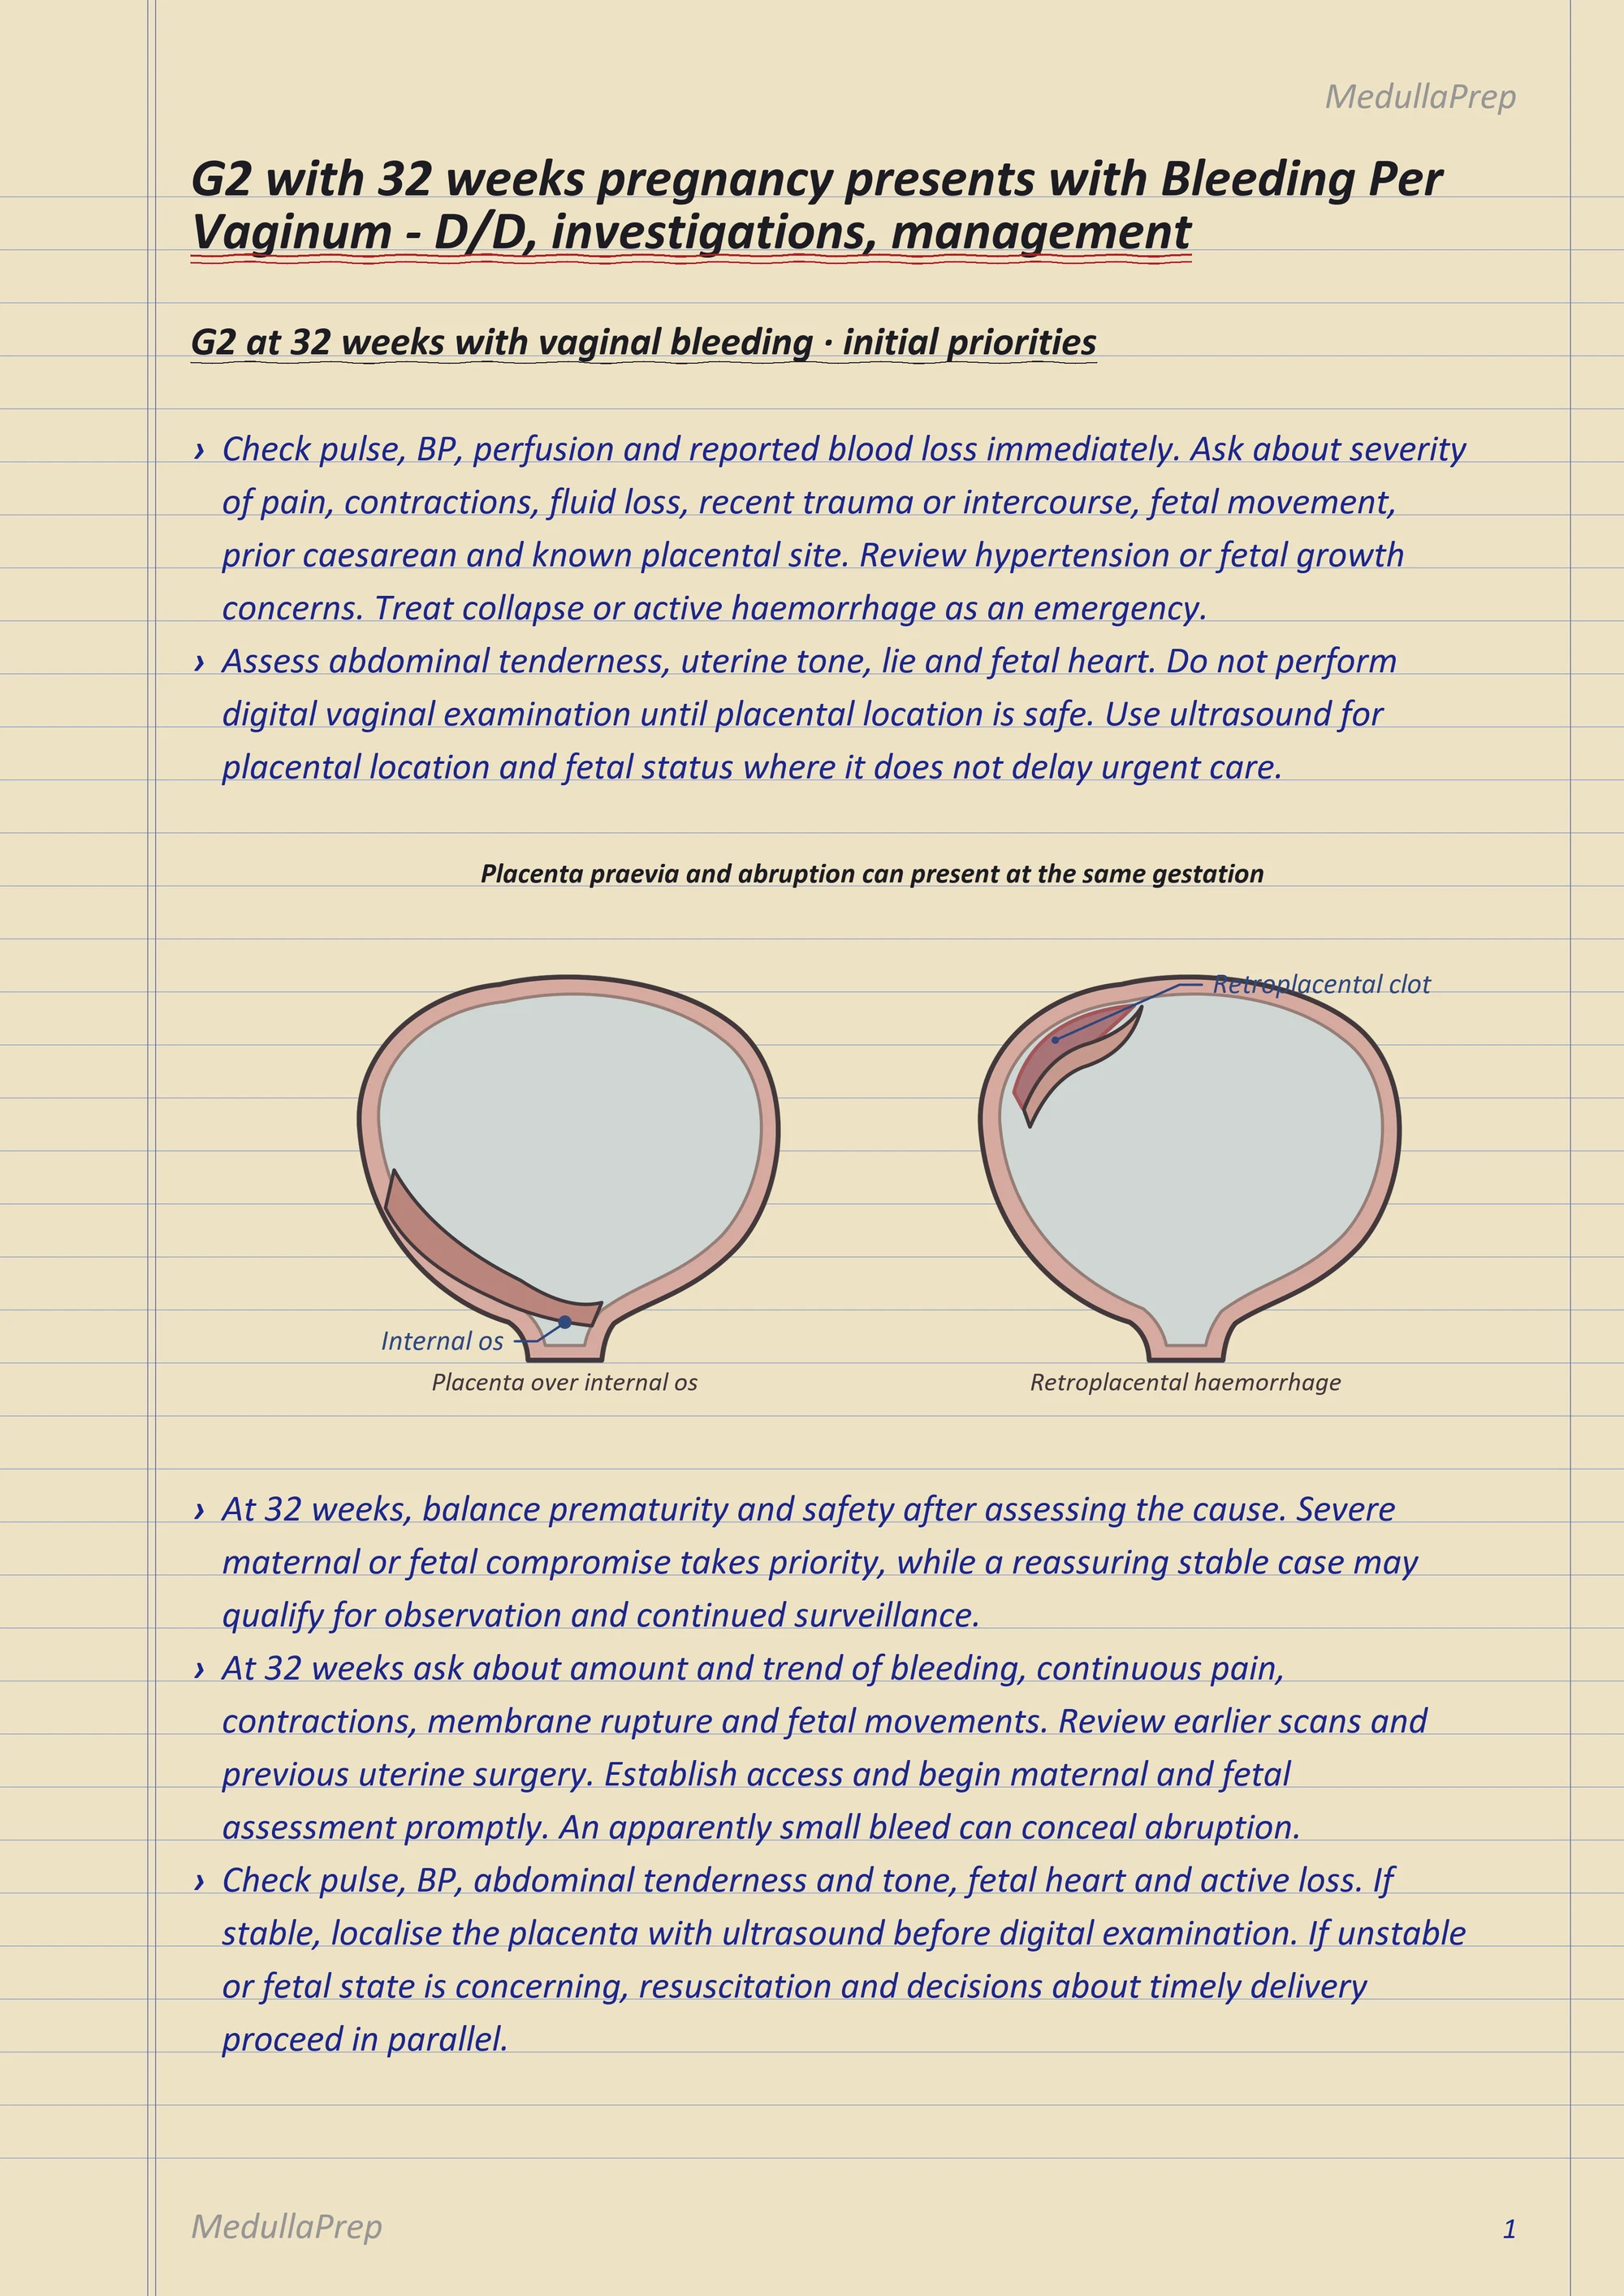 MedullaPrep
G2 with 32 weeks pregnancy presents with Bleeding Per
Vaginum - D/D, investigations, management
G2 at 32 weeks with vaginal bleeding · initial priorities
› Check pulse, BP, perfusion and reported blood loss immediately. Ask about severity
of pain, contractions, fluid loss, recent trauma or intercourse, fetal movement,
prior caesarean and known placental site. Review hypertension or fetal growth
concerns. Treat collapse or active haemorrhage as an emergency.
› Assess abdominal tenderness, uterine tone, lie and fetal heart. Do not perform
digital vaginal examination until placental location is safe. Use ultrasound for
placental location and fetal status where it does not delay urgent care.
Placenta praevia and abruption can present at the same gestation
Retroplacental clot
Internal os
Placenta over internal os
Retroplacental haemorrhage
› At 32 weeks, balance prematurity and safety after assessing the cause. Severe
maternal or fetal compromise takes priority, while a reassuring stable case may
qualify for observation and continued surveillance.
› At 32 weeks ask about amount and trend of bleeding, continuous pain,
contractions, membrane rupture and fetal movements. Review earlier scans and
previous uterine surgery. Establish access and begin maternal and fetal
assessment promptly. An apparently small bleed can conceal abruption.
› Check pulse, BP, abdominal tenderness and tone, fetal heart and active loss. If
stable, localise the placenta with ultrasound before digital examination. If unstable
or fetal state is concerning, resuscitation and decisions about timely delivery
proceed in parallel.
MedullaPrep
1